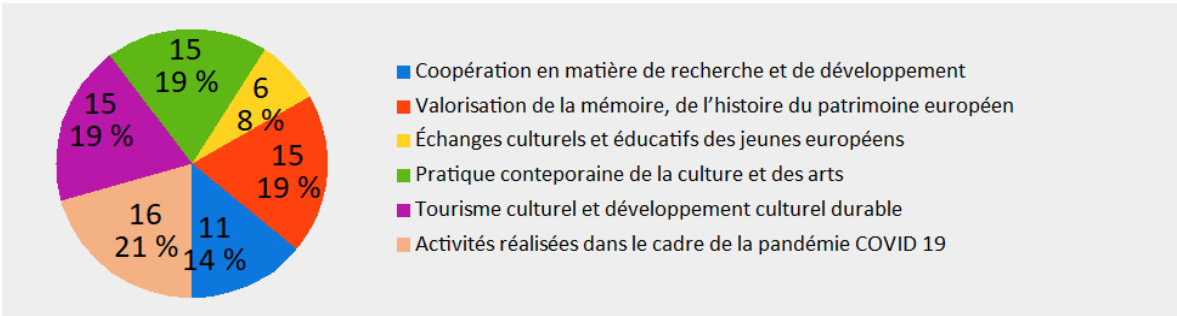 15
19 %
6
8 %
15
19 %
15
19 %
16
21 %
11
14 %
Coopération en matière de recherche et de développement
Valorisation de la mémoire, de l’histoire du patrimoine européen
Échanges culturels et éducatifs des jeunes européens
Pratique conteporaine de la culture et des arts
Tourisme culturel et développement culturel durable
Activités réalisées dans le cadre de la pandémie COVID 19